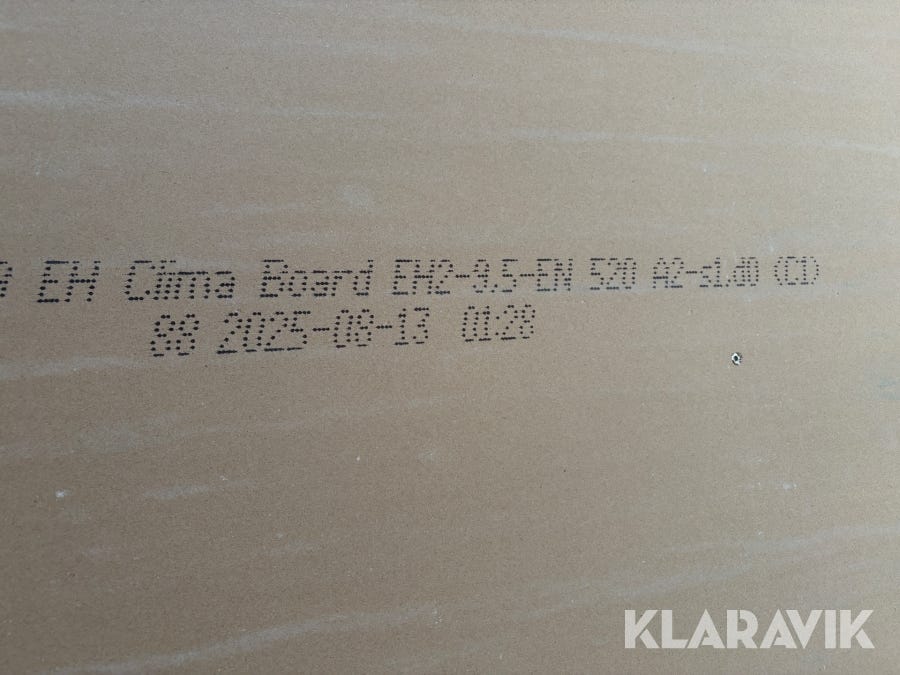 EH Clima Board EH2-9.5-EN 520 A2-s1.d0 (C1)
88 2025-08-13 01:28
KLARAVIK